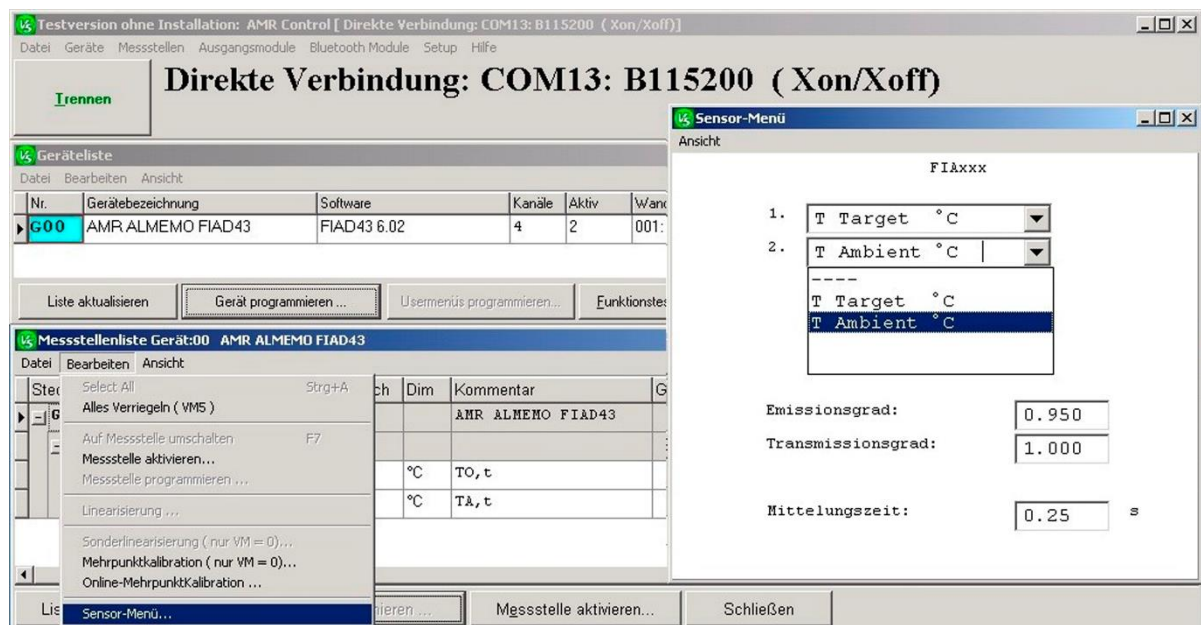 Testversion ohne Installation: AMR Control [ Direkte Verbindung: COM13: B115200 ( Xon/Xoff)]
Datei Geräte Messstellen Ausgangsmodule Bluetooth Module Setup Hilfe
Trennen
Direkte Verbindung: COM13: B115200 ( Xon/Xoff)
Geräteliste
Datei Bearbeiten Ansicht
Nr. Gerätebezeichnung Software Kanäle Aktiv
G00 AMR ALMEMO FIAD43 FIAD43 6.02 4 2 001:
Liste aktualisieren Gerät programmieren ... Usermenüs programmieren...
Messstellenliste Gerät:00 AMR ALMEMO FIAD43
Datei Bearbeiten Ansicht
Dim Kommentar
AMR ALMEMO FIAD43
°C TO,t
°C TA,t
Select All Strg+A
Alles Verriegeln ( VM5 )
Auf Messstelle umschalten F7
Messstelle aktivieren...
Messstelle programmieren ...
Linearisierung ...
Sonderlinearisierung ( nur VM = 0)...
Mehrpunktkalibration ( nur VM = 0)...
Online-MehrpunktKalibration ...
Sensor-Menü...
Messstelle aktivieren... Schließen
Sensor-Menü
Ansicht
FIAxxx
1. T Target °C
2. T Ambient °C
----
T Target °C
T Ambient °C
Emissionsgrad: 0.950
Transmissionsgrad: 1.000
Mittelungszeit: 0.25 s